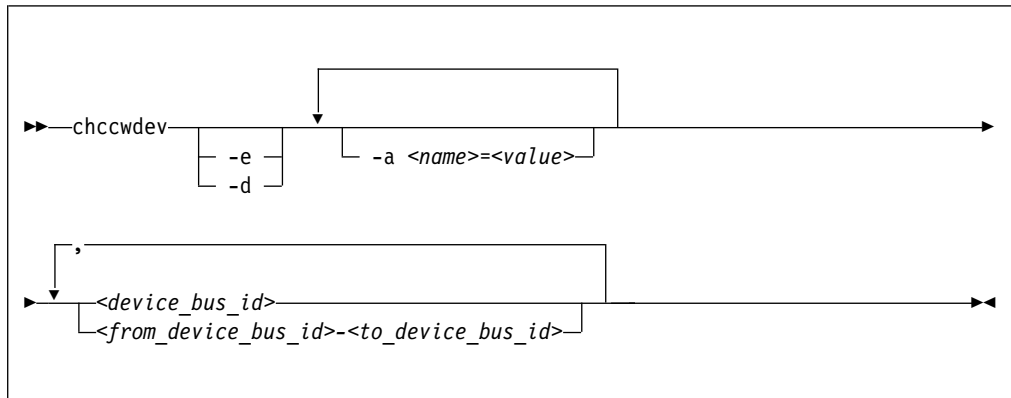 chccwdev
-e
-d
-a <name>=<value>
,
<device_bus_id>
<from_device_bus_id>-<to_device_bus_id>